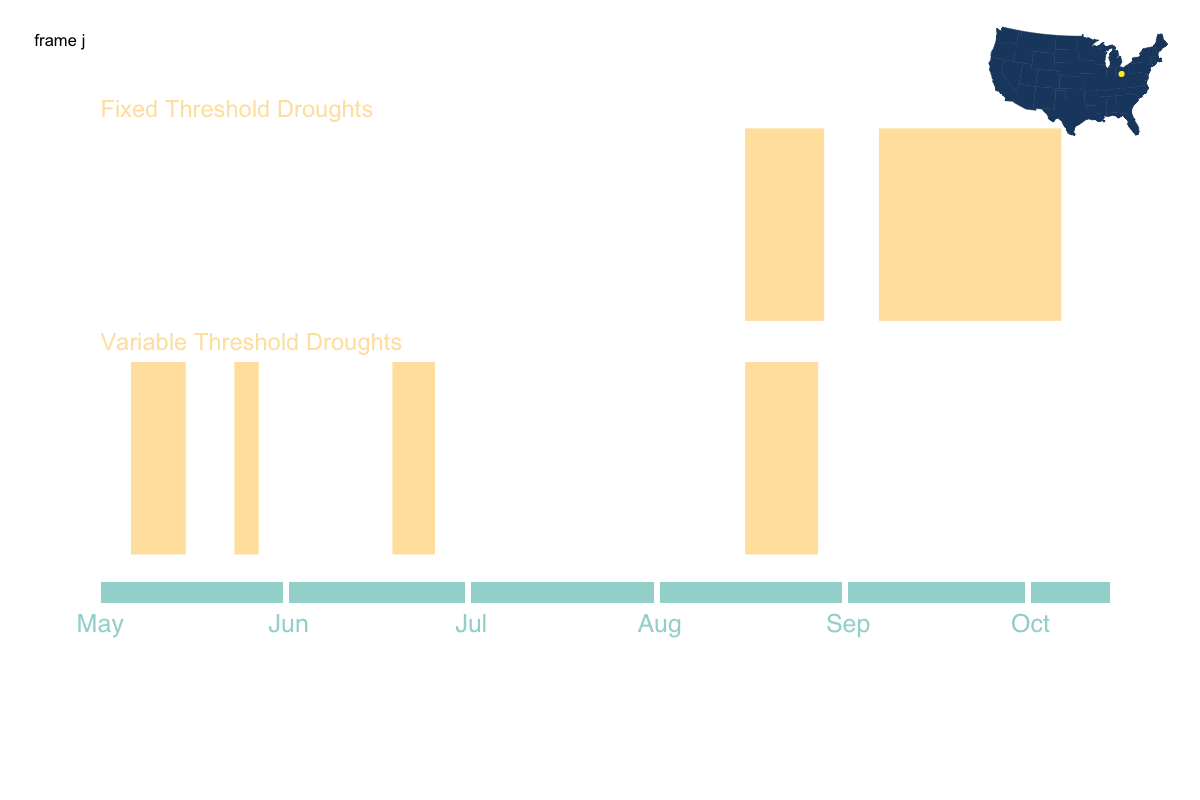 frame j
Fixed Threshold Droughts
Variable Threshold Droughts
May Jun Jul Aug Sep Oct